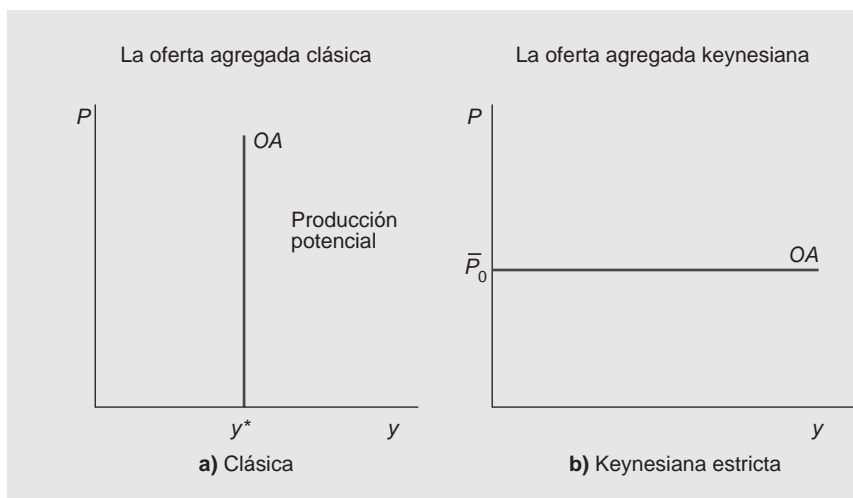 La oferta agregada clásica
P
OA
Producción
potencial
y*
y
a) Clásica
La oferta agregada keynesiana
P
OA
P̅₀
y
b) Keynesiana estricta